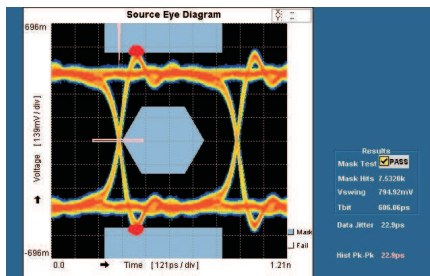 Source Eye Diagram
X: –
Y: –
696m
Voltage [139mV / div]
-696m
0.0
Time [121ps / div]
1.21n
Mask
Fail
Results
Mask Test PASS
Mask Hits 7.5320k
Vswing 794.92mV
Tbit 606.06ps
Data Jitter 22.9ps
Hist Pk-Pk 22.9ps